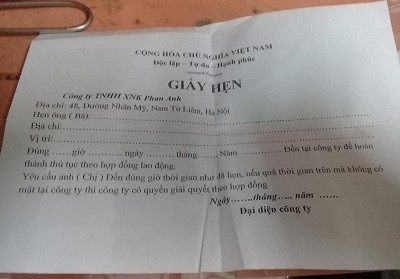 CỘNG HÒA CHỦ NGHĨA VIỆT NAM
Độc lập – Tự do – Hạnh phúc
GIẤY HẸN
Công ty TNHH XNK Phan Anh
Địa chỉ: 48, Đường Nhân Mỹ, Nam Từ Liêm, Hà Nội
Hẹn ông ( Bà):........................
Địa chỉ:........................
Vị trí:........................
Đúng ......giờ ........ ngày ....... tháng....... Năm ............. Đến tại công ty để hoàn
thành thủ tục theo hợp đồng lao động.
Yêu cầu anh ( Chị ) Đến đúng giờ thời gian như đã hẹn, nếu quá thời gian trên mà không có
mặt tại công ty thì công ty có quyền giải quyết theo hợp đồng
Ngày.......tháng..... năm ......
Đại diện công ty